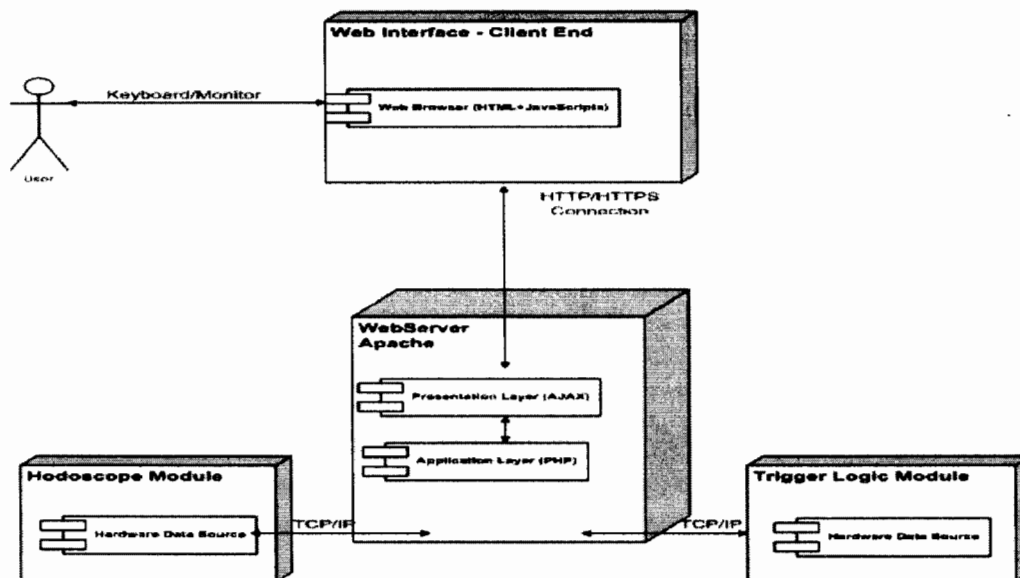 Web Interface - Client End
Keyboard/Monitor
Web Browser (HTML+JavaScripts)
User
HTTP/HTTPS
Connection
WebServer
Apache
Presentation Layer (AJAX)
Application Layer (PHP)
Hodoscope Module
Trigger Logic Module
TCP/IP
TCP/IP
Hardware Data Source
Hardware Data Source